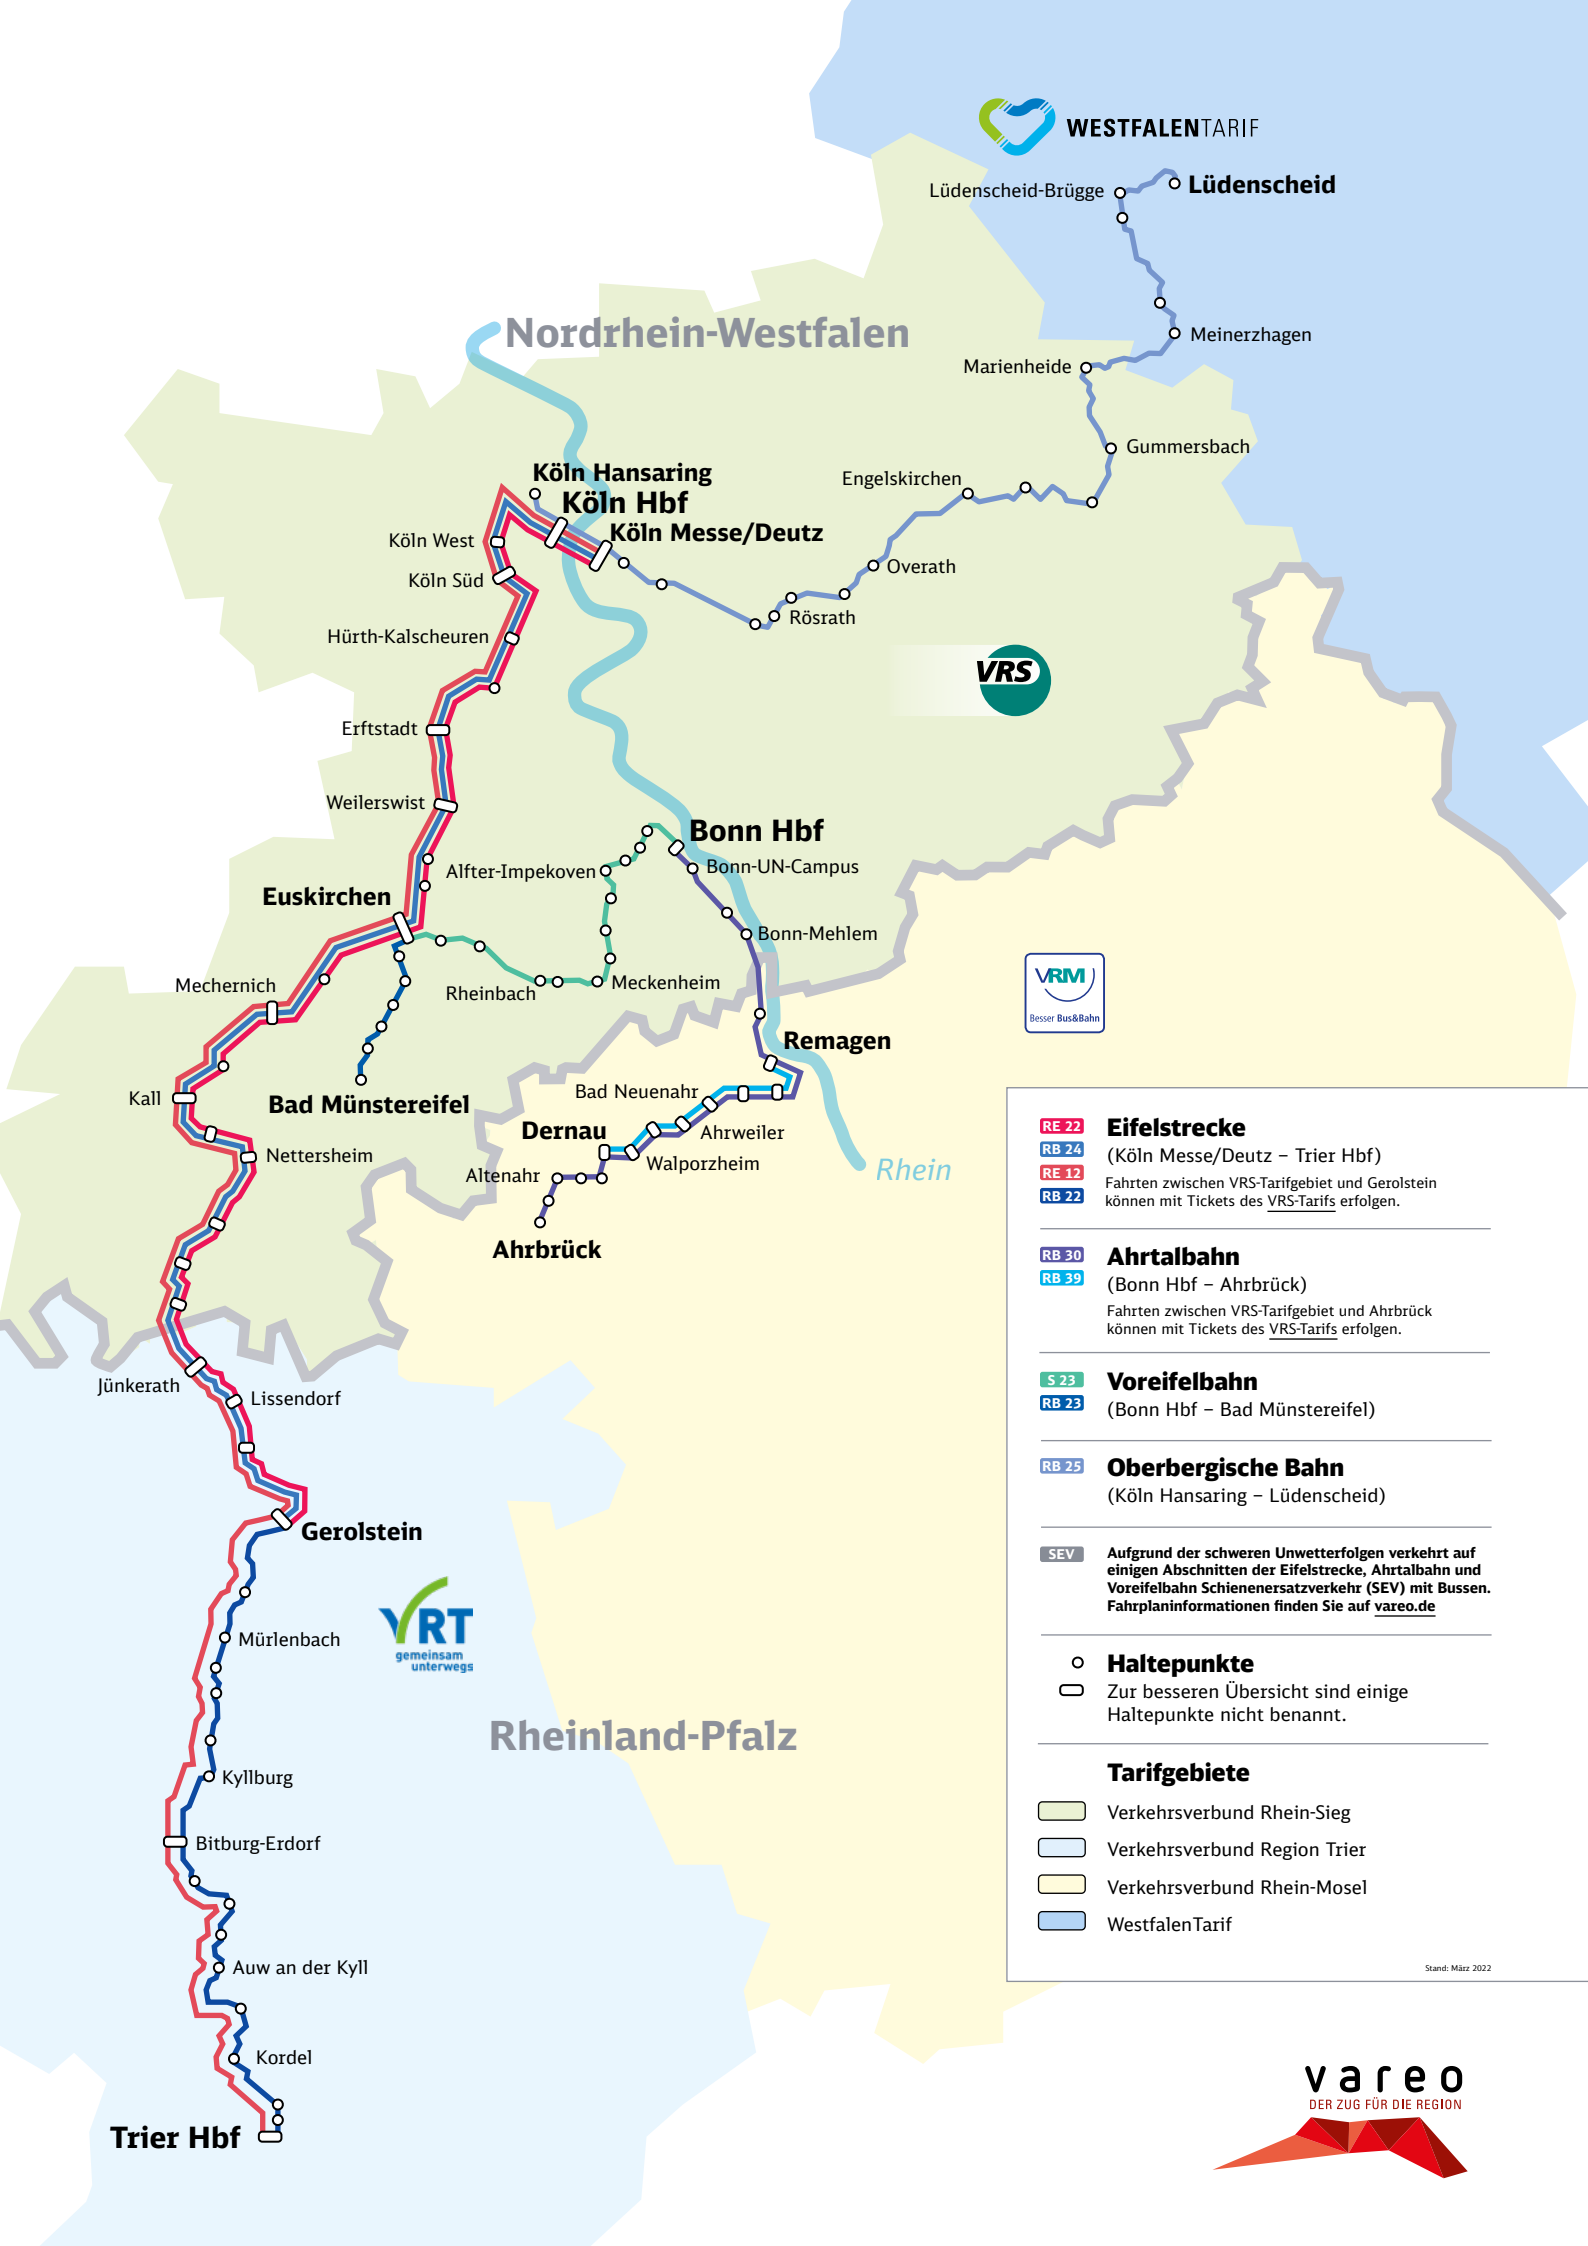 WESTFALENTARIF
Lüdenscheid-Brügge
Lüdenscheid
Nordrhein-Westfalen
Meinerzhagen
Marienheide
Gummersbach
Köln Hansaring
Engelskirchen
Köln Hbf
Köln Messe/Deutz
Köln West
Overath
Köln Süd
Rösrath
Hürth-Kalscheuren
VRS
Erftstadt
Weilerswist
Bonn Hbf
Alfter-Impekoven
Bonn-UN-Campus
Euskirchen
Bonn-Mehlem
Mechernich
Rheinbach
Meckenheim
VRM
Besser Bus&Bahn
Remagen
Kall
Bad Münstereifel
Bad Neuenahr
Dernau
Ahrweiler
Nettersheim
Walporzheim
Altenahr
Rhein
Ahrbrück
Jünkerath
Lissendorf
Gerolstein
VRT
gemeinsam
unterwegs
Mürlenbach
Rheinland-Pfalz
Kyllburg
Bitburg-Erdorf
Auw an der Kyll
Kordel
Trier Hbf
RE 22
RB 24
RE 12
RB 22
Eifelstrecke
(Köln Messe/Deutz – Trier Hbf)
Fahrten zwischen VRS-Tarifgebiet und Gerolstein
können mit Tickets des VRS-Tarifs erfolgen.
RB 30
RB 39
Ahrtalbahn
(Bonn Hbf – Ahrbrück)
Fahrten zwischen VRS-Tarifgebiet und Ahrbrück
können mit Tickets des VRS-Tarifs erfolgen.
S 23
RB 23
Voreifelbahn
(Bonn Hbf – Bad Münstereifel)
RB 25
Oberbergische Bahn
(Köln Hansaring – Lüdenscheid)
SEV
Aufgrund der schweren Unwetterfolgen verkehrt auf
einigen Abschnitten der Eifelstrecke, Ahrtalbahn und
Voreifelbahn Schienenersatzverkehr (SEV) mit Bussen.
Fahrplaninformationen finden Sie auf vareo.de
Haltepunkte
Zur besseren Übersicht sind einige
Haltepunkte nicht benannt.
Tarifgebiete
Verkehrsverbund Rhein-Sieg
Verkehrsverbund Region Trier
Verkehrsverbund Rhein-Mosel
WestfalenTarif
Stand: März 2022
vareo
DER ZUG FÜR DIE REGION